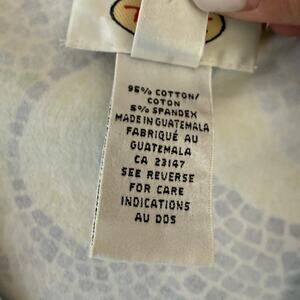 95% COTTON/
COTON
5% SPANDEX
MADE IN GUATEMALA
FABRIQUÉ AU
GUATEMALA
CA 23147
SEE REVERSE
FOR CARE
INDICATIONS
AU DOS